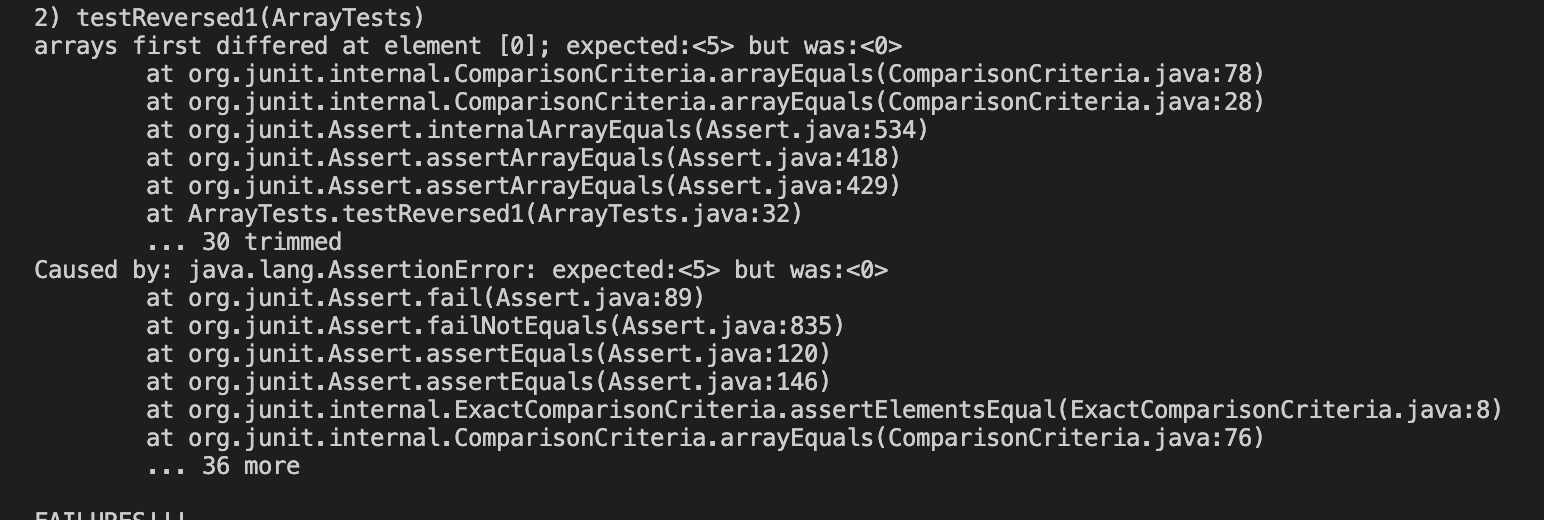 2) testReversed1(ArrayTests)
arrays first differed at element [0]; expected:<5> but was:<0>
at org.junit.internal.ComparisonCriteria.arrayEquals(ComparisonCriteria.java:78)
at org.junit.internal.ComparisonCriteria.arrayEquals(ComparisonCriteria.java:28)
at org.junit.Assert.internalArrayEquals(Assert.java:534)
at org.junit.Assert.assertArrayEquals(Assert.java:418)
at org.junit.Assert.assertArrayEquals(Assert.java:429)
at ArrayTests.testReversed1(ArrayTests.java:32)
... 30 trimmed
Caused by: java.lang.AssertionError: expected:<5> but was:<0>
at org.junit.Assert.fail(Assert.java:89)
at org.junit.Assert.failNotEquals(Assert.java:835)
at org.junit.Assert.assertEquals(Assert.java:120)
at org.junit.Assert.assertEquals(Assert.java:146)
at org.junit.internal.ExactComparisonCriteria.assertElementsEqual(ExactComparisonCriteria.java:8)
at org.junit.internal.ComparisonCriteria.arrayEquals(ComparisonCriteria.java:76)
... 36 more
FAILURES!!!